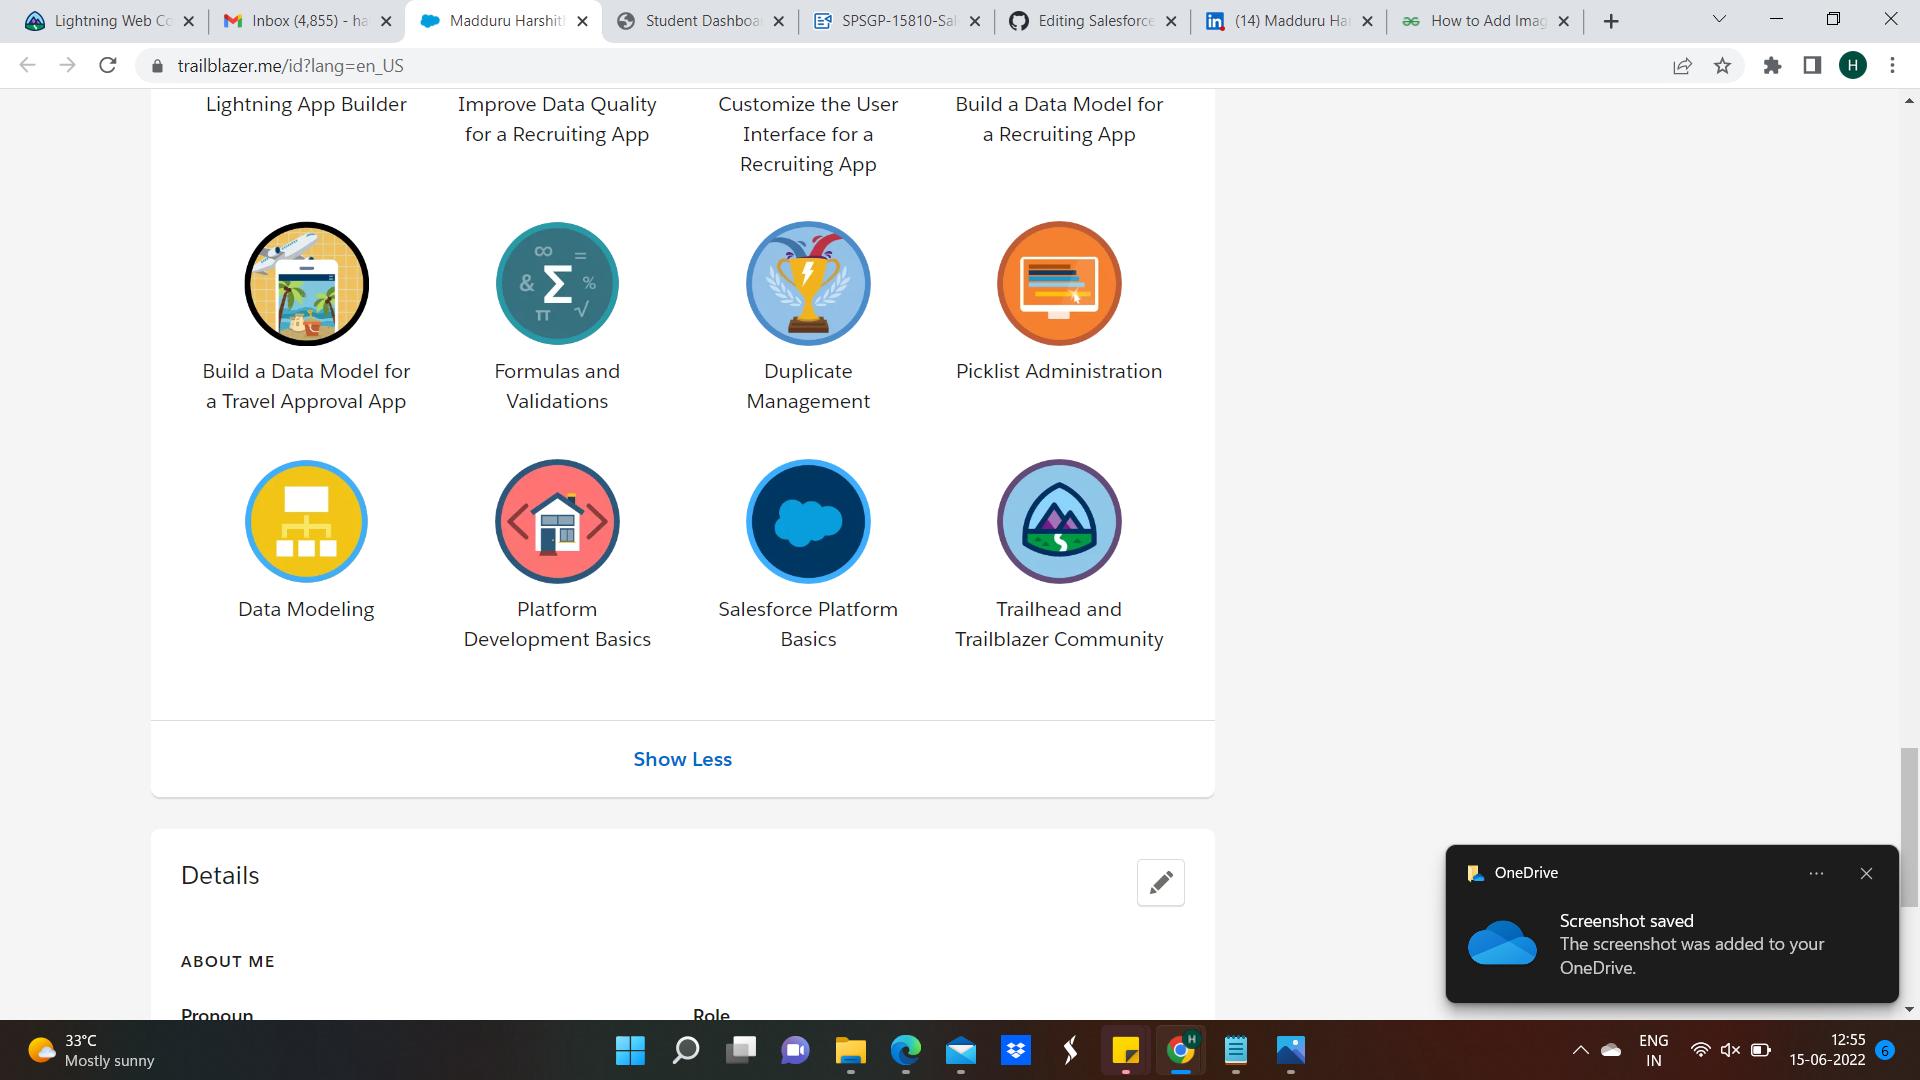 Lightning Web Co
Inbox (4,855) - ha
Madduru Harshit
Student Dashboa
SPSGP-15810-Sal
Editing Salesforce
(14) Madduru Ha
How to Add Imag
trailblazer.me/id?lang=en_US
H
Lightning App Builder
Improve Data Quality
for a Recruiting App
Customize the User
Interface for a
Recruiting App
Build a Data Model for
a Recruiting App
∞ =
& Σ %
π √
Build a Data Model for
a Travel Approval App
Formulas and
Validations
Duplicate
Management
Picklist Administration
Data Modeling
Platform
Development Basics
Salesforce Platform
Basics
Trailhead and
Trailblazer Community
Show Less
Details
ABOUT ME
Pronoun
Role
OneDrive
Screenshot saved
The screenshot was added to your
OneDrive.
33°C
Mostly sunny
H
ENG
IN
12:55
15-06-2022
6